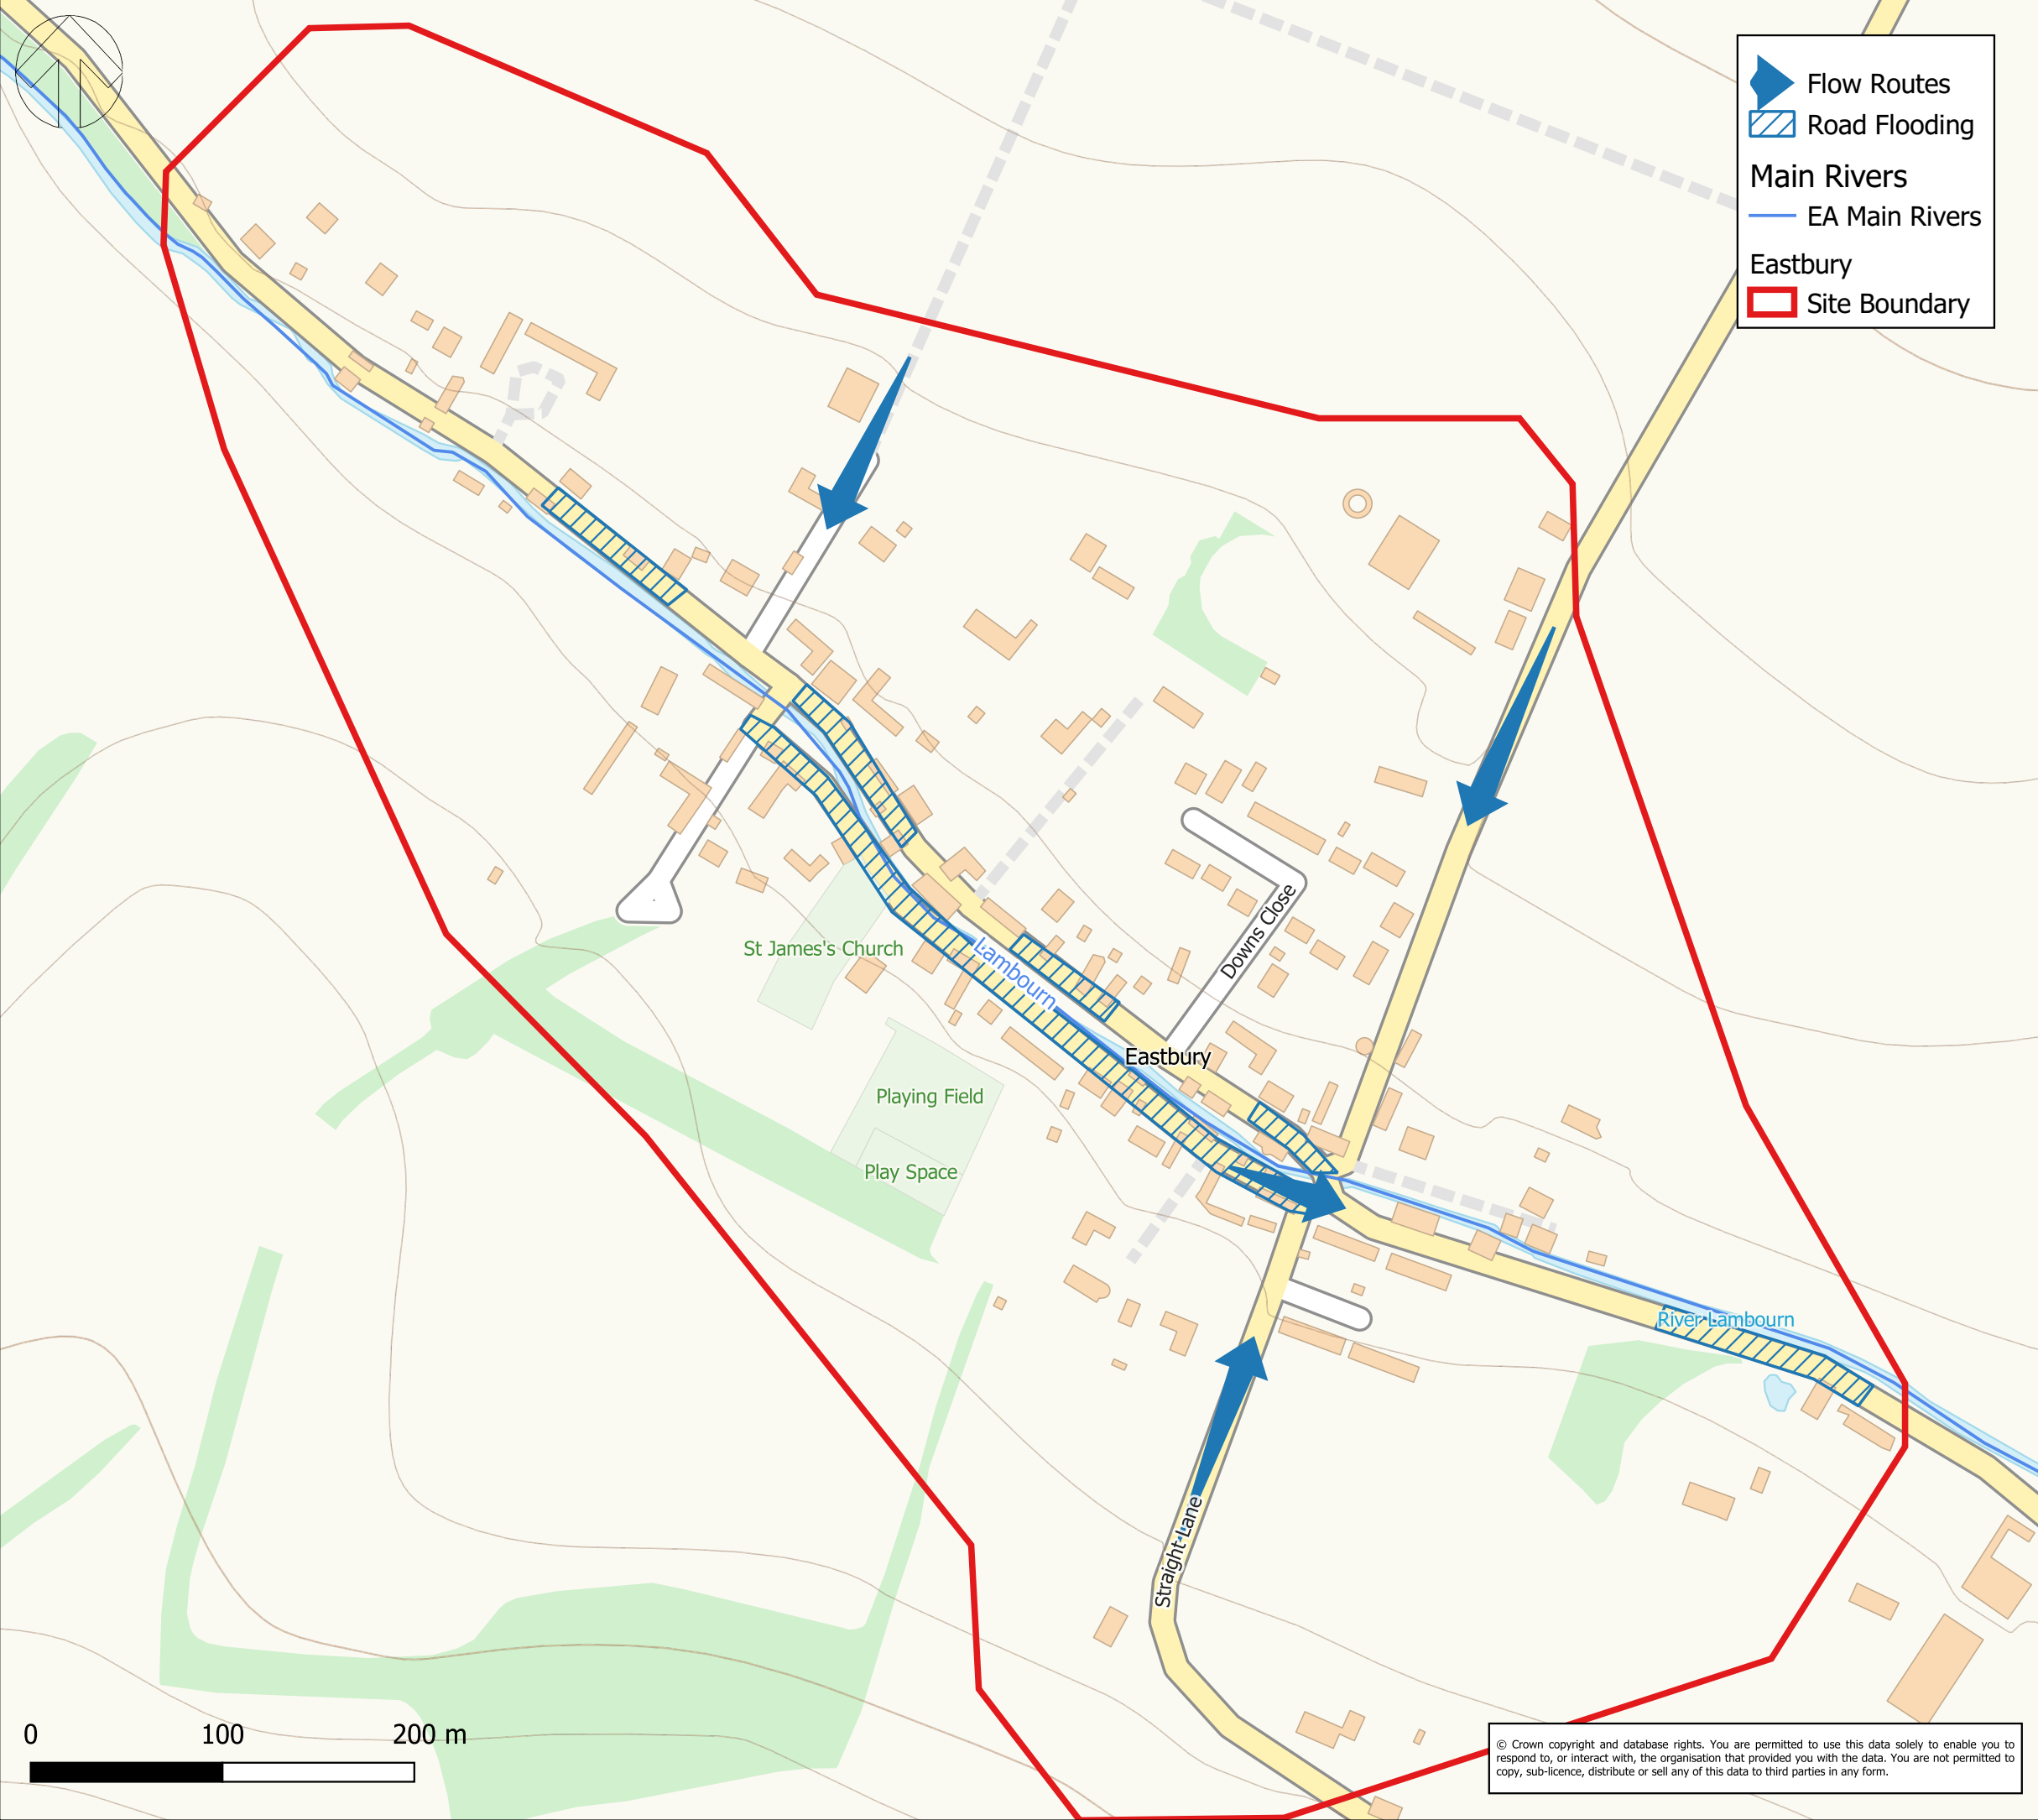 Flow Routes
Road Flooding
Main Rivers
EA Main Rivers
Eastbury
Site Boundary
Downs Close
St James's Church
Lambourn
Eastbury
Playing Field
Play Space
River Lambourn
Straight Lane
0 100 200 m
© Crown copyright and database rights. You are permitted to use this data solely to enable you to
respond to, or interact with, the organisation that provided you with the data. You are not permitted to
copy, sub-licence, distribute or sell any of this data to third parties in any form.